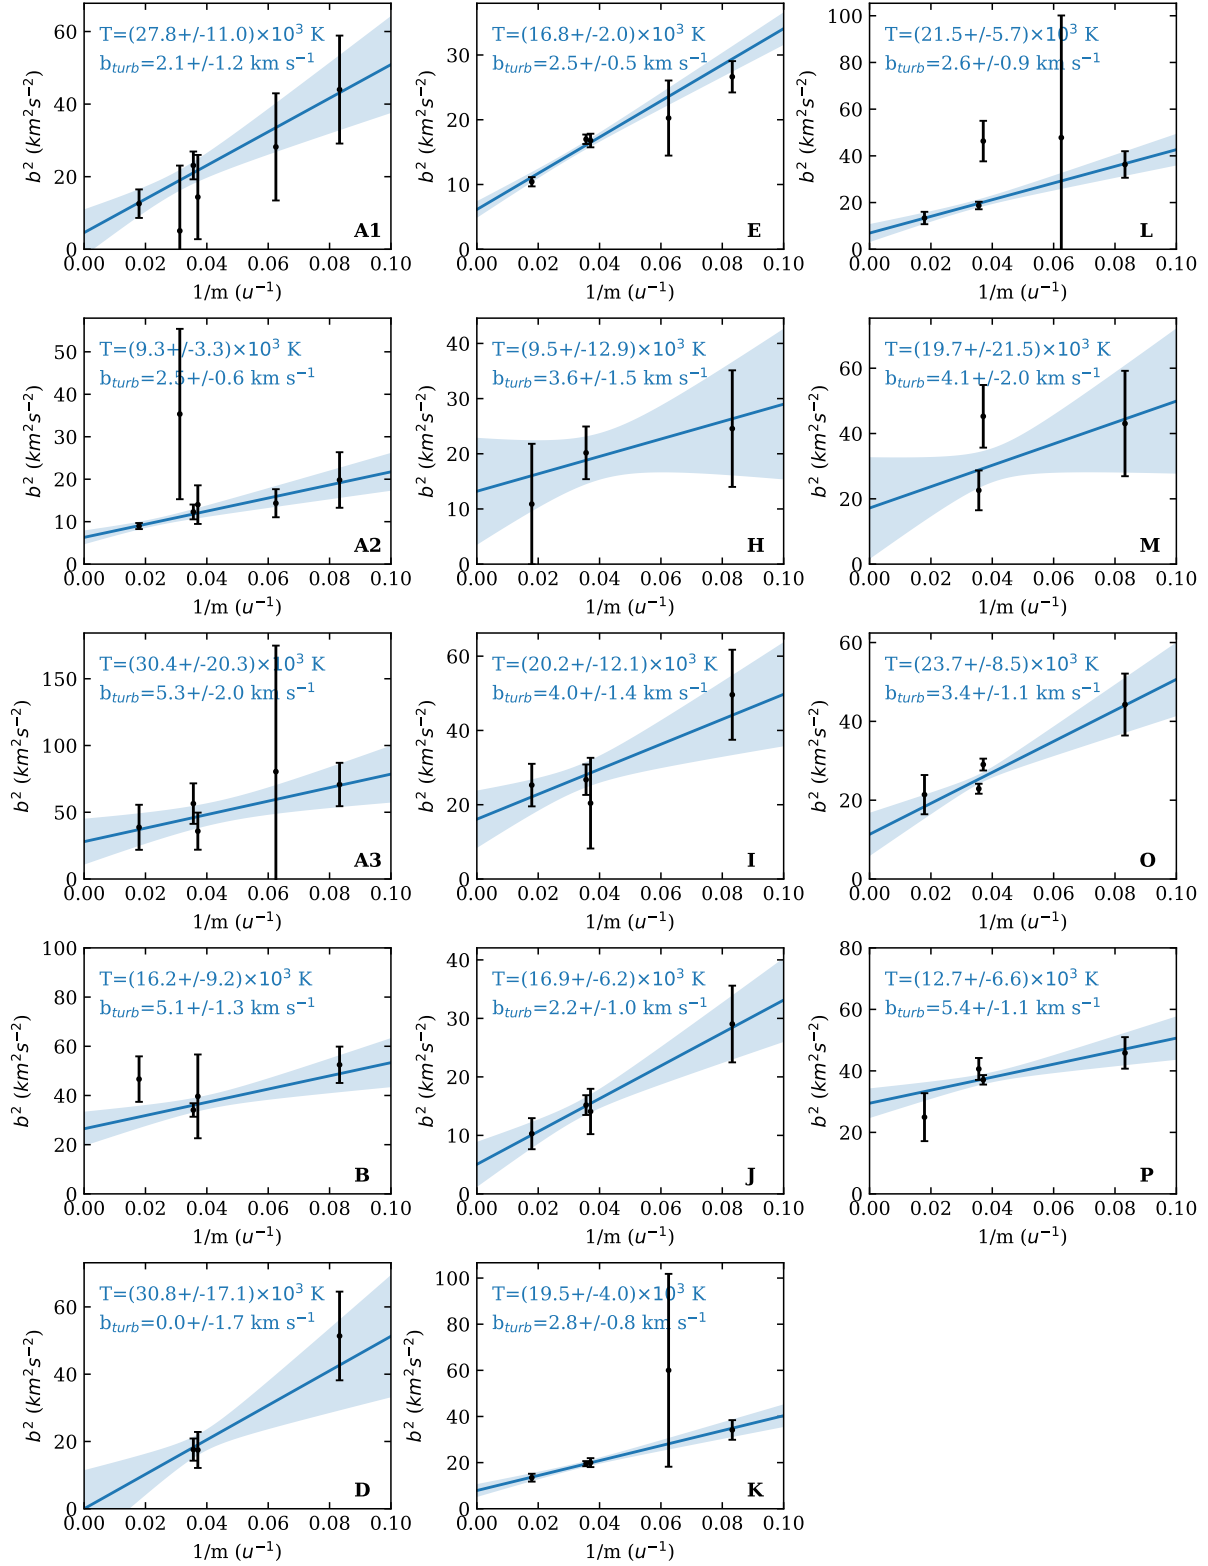 T=(27.8+/-11.0)×10³ K
b_turb=2.1+/-1.2 km s⁻¹
b² (km²s⁻²)
60
40
20
0
0.00 0.02 0.04 0.06 0.08 0.10
1/m (u⁻¹)
A1
T=(16.8+/-2.0)×10³ K
b_turb=2.5+/-0.5 km s⁻¹
b² (km²s⁻²)
30
20
10
0
0.00 0.02 0.04 0.06 0.08 0.10
1/m (u⁻¹)
E
T=(21.5+/-5.7)×10³ K
b_turb=2.6+/-0.9 km s⁻¹
b² (km²s⁻²)
100
80
60
40
20
0
0.00 0.02 0.04 0.06 0.08 0.10
1/m (u⁻¹)
L
T=(9.3+/-3.3)×10³ K
b_turb=2.5+/-0.6 km s⁻¹
b² (km²s⁻²)
50
40
30
20
10
0
0.00 0.02 0.04 0.06 0.08 0.10
1/m (u⁻¹)
A2
T=(9.5+/-12.9)×10³ K
b_turb=3.6+/-1.5 km s⁻¹
b² (km²s⁻²)
40
30
20
10
0
0.00 0.02 0.04 0.06 0.08 0.10
1/m (u⁻¹)
H
T=(19.7+/-21.5)×10³ K
b_turb=4.1+/-2.0 km s⁻¹
b² (km²s⁻²)
60
40
20
0
0.00 0.02 0.04 0.06 0.08 0.10
1/m (u⁻¹)
M
T=(30.4+/-20.3)×10³ K
b_turb=5.3+/-2.0 km s⁻¹
b² (km²s⁻²)
150
100
50
0
0.00 0.02 0.04 0.06 0.08 0.10
1/m (u⁻¹)
A3
T=(20.2+/-12.1)×10³ K
b_turb=4.0+/-1.4 km s⁻¹
b² (km²s⁻²)
60
40
20
0
0.00 0.02 0.04 0.06 0.08 0.10
1/m (u⁻¹)
I
T=(23.7+/-8.5)×10³ K
b_turb=3.4+/-1.1 km s⁻¹
b² (km²s⁻²)
60
40
20
0
0.00 0.02 0.04 0.06 0.08 0.10
1/m (u⁻¹)
O
T=(16.2+/-9.2)×10³ K
b_turb=5.1+/-1.3 km s⁻¹
b² (km²s⁻²)
100
80
60
40
20
0
0.00 0.02 0.04 0.06 0.08 0.10
1/m (u⁻¹)
B
T=(16.9+/-6.2)×10³ K
b_turb=2.2+/-1.0 km s⁻¹
b² (km²s⁻²)
40
30
20
10
0
0.00 0.02 0.04 0.06 0.08 0.10
1/m (u⁻¹)
J
T=(12.7+/-6.6)×10³ K
b_turb=5.4+/-1.1 km s⁻¹
b² (km²s⁻²)
80
60
40
20
0
0.00 0.02 0.04 0.06 0.08 0.10
1/m (u⁻¹)
P
T=(30.8+/-17.1)×10³ K
b_turb=0.0+/-1.7 km s⁻¹
b² (km²s⁻²)
60
40
20
0
0.00 0.02 0.04 0.06 0.08 0.10
1/m (u⁻¹)
D
T=(19.5+/-4.0)×10³ K
b_turb=2.8+/-0.8 km s⁻¹
b² (km²s⁻²)
100
80
60
40
20
0
0.00 0.02 0.04 0.06 0.08 0.10
1/m (u⁻¹)
K